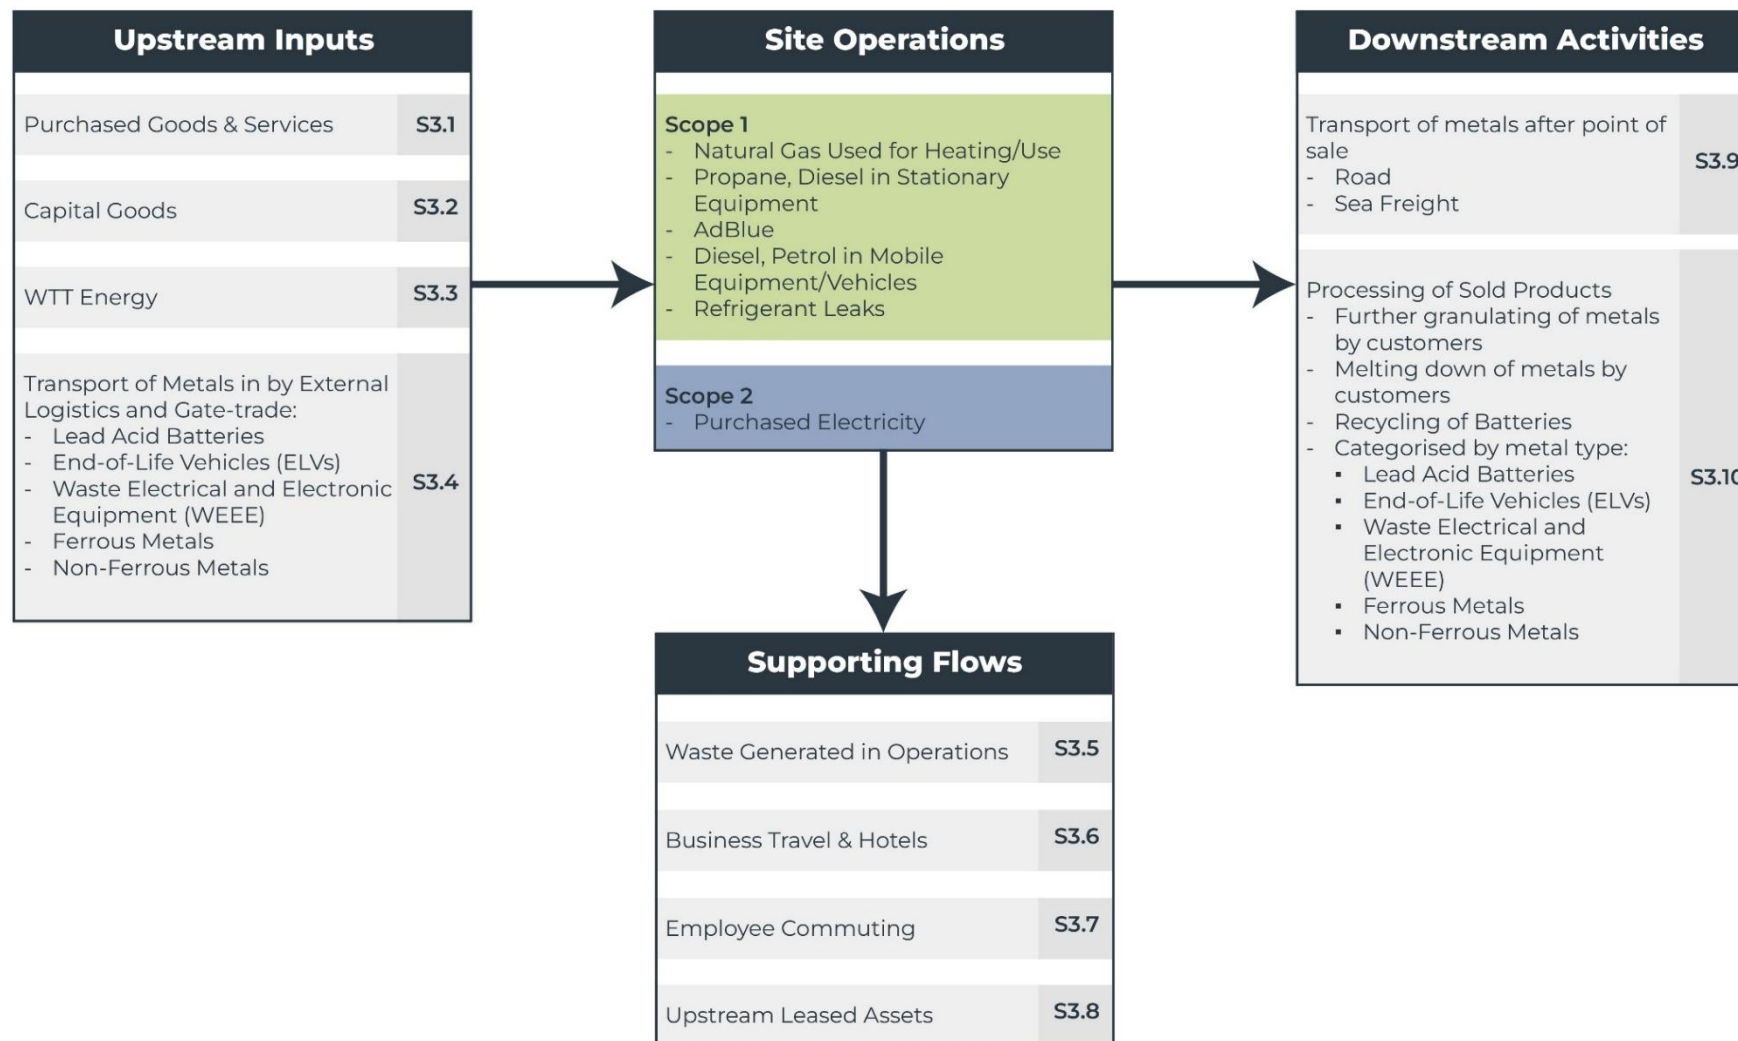 Upstream Inputs
Purchased Goods & Services
S3.1
Capital Goods
S3.2
WTT Energy
S3.3
Transport of Metals in by External
Logistics and Gate-trade:
- Lead Acid Batteries
- End-of-Life Vehicles (ELVs)
- Waste Electrical and Electronic
Equipment (WEEE)
- Ferrous Metals
- Non-Ferrous Metals
S3.4
Site Operations
Scope 1
- Natural Gas Used for Heating/Use
- Propane, Diesel in Stationary
Equipment
- AdBlue
- Diesel, Petrol in Mobile
Equipment/Vehicles
- Refrigerant Leaks
Scope 2
- Purchased Electricity
Supporting Flows
Waste Generated in Operations
S3.5
Business Travel & Hotels
S3.6
Employee Commuting
S3.7
Upstream Leased Assets
S3.8
Downstream Activities
Transport of metals after point of
sale
- Road
- Sea Freight
S3.9
Processing of Sold Products
- Further granulating of metals
by customers
- Melting down of metals by
customers
- Recycling of Batteries
- Categorised by metal type:
▪ Lead Acid Batteries
▪ End-of-Life Vehicles (ELVs)
▪ Waste Electrical and
Electronic Equipment
(WEEE)
▪ Ferrous Metals
▪ Non-Ferrous Metals
S3.10